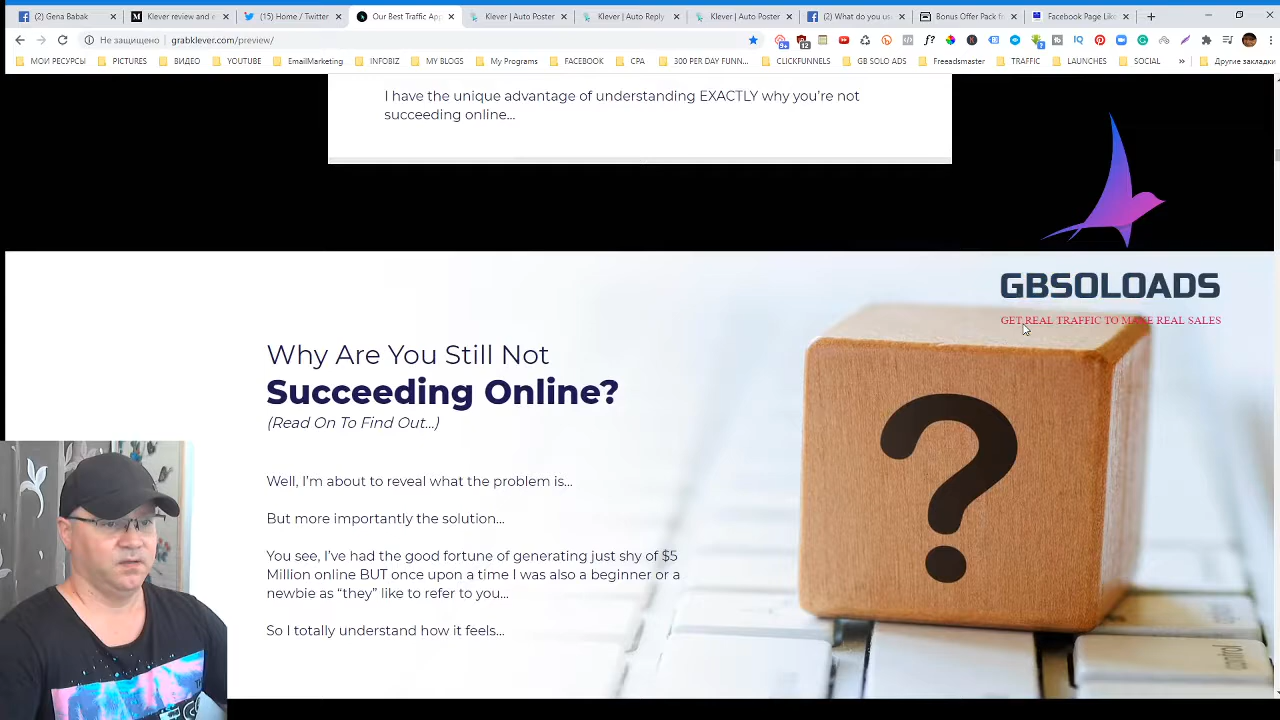 (2) Gena Babak
Klever review and e
(15) Home / Twitter
Our Best Traffic App
Klever | Auto Poster
Klever | Auto Reply
Klever | Auto Poster
(2) What do you us
Bonus Offer Pack f
Facebook Page Like
Не защищено
grabklever.com/preview/
9+
12
МОИ РЕСУРСЫ
PICTURES
ВИДЕО
YOUTUBE
EmailMarketing
INFOBIZ
MY BLOGS
My Programs
FACEBOOK
CPA
300 PER DAY FUNN...
CLICKFUNNELS
GB SOLO ADS
Freeadsmaster
TRAFFIC
LAUNCHES
SOCIAL
Другие закладки
I have the unique advantage of understanding EXACTLY why you’re not
succeeding online...
GBSOLOADS
GET REAL TRAFFIC TO MAKE REAL SALES
Why Are You Still Not
Succeeding Online?
(Read On To Find Out...)
Well, I’m about to reveal what the problem is...
But more importantly the solution...
You see, I’ve had the good fortune of generating just shy of $5
Million online BUT once upon a time I was also a beginner or a
newbie as “they” like to refer to you...
So I totally understand how it feels...
?
control